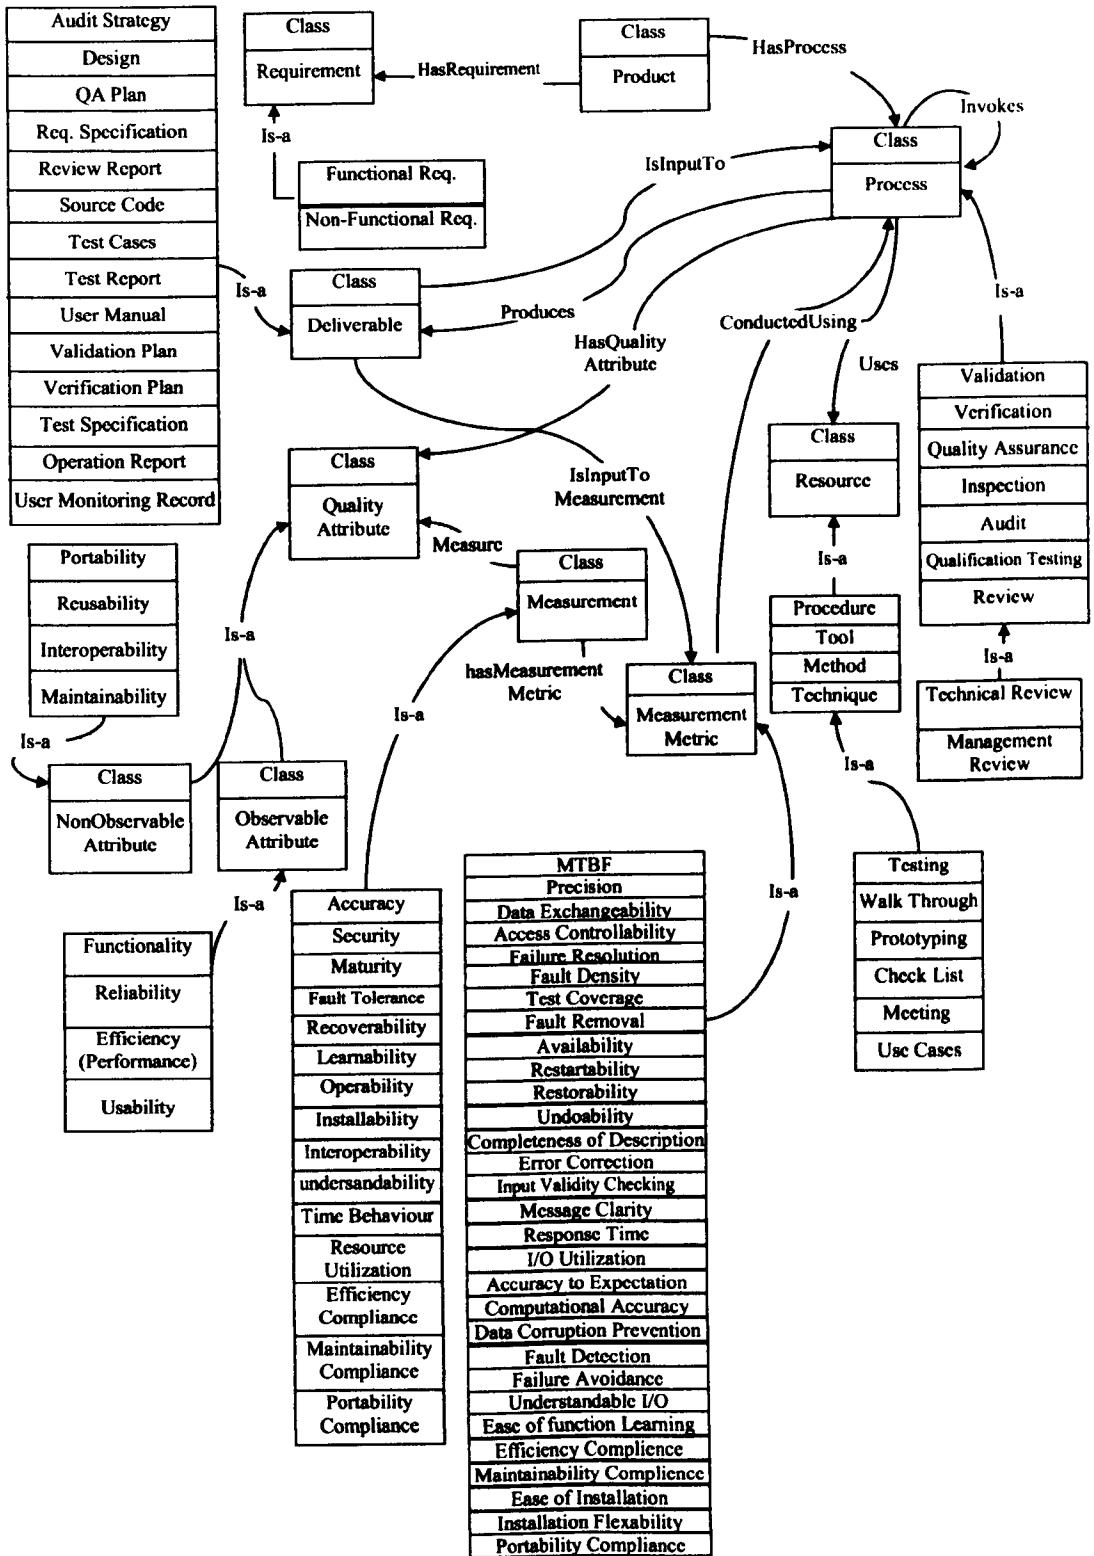 Audit Strategy
Design
QA Plan
Req. Specification
Review Report
Source Code
Test Cases
Test Report
User Manual
Validation Plan
Verification Plan
Test Specification
Operation Report
User Monitoring Record
Class
Requirement
HasRequirement
Class
Product
HasProcess
Is-a
Functional Req.
Non-Functional Req.
IsInputTo
Class
Process
Invokes
Is-a
Class
Deliverable
Produces
HasQuality
Attribute
ConductedUsing
Uses
Is-a
Validation
Verification
Quality Assurance
Inspection
Audit
Qualification Testing
Review
Class
Quality
Attribute
IsInputTo
Measurement
Class
Resource
Measure
Is-a
Portability
Reusability
Interoperability
Maintainability
Is-a
Class
Measurement
hasMeasurement
Metric
Procedure
Tool
Method
Technique
Is-a
Technical Review
Management
Review
Class
Measurement
Metric
Is-a
Is-a
Is-a
Class
NonObservable
Attribute
Class
Observable
Attribute
Is-a
Functionality
Reliability
Efficiency
(Performance)
Usability
Accuracy
Security
Maturity
Fault Tolerance
Recoverability
Learnability
Operability
Installability
Interoperability
undersandability
Time Behaviour
Resource
Utilization
Efficiency
Compliance
Maintainability
Compliance
Portability
Compliance
MTBF
Precision
Data Exchangeability
Access Controllability
Failure Resolution
Fault Density
Test Coverage
Fault Removal
Availability
Restartability
Restorability
Undoability
Completeness of Description
Error Correction
Input Validity Checking
Message Clarity
Response Time
I/O Utilization
Accuracy to Expectation
Computational Accuracy
Data Corruption Prevention
Fault Detection
Failure Avoidance
Understandable I/O
Ease of function Learning
Efficiency Complience
Maintainability Complience
Ease of Installation
Installation Flexability
Portability Compliance
Is-a
Testing
Walk Through
Prototyping
Check List
Meeting
Use Cases